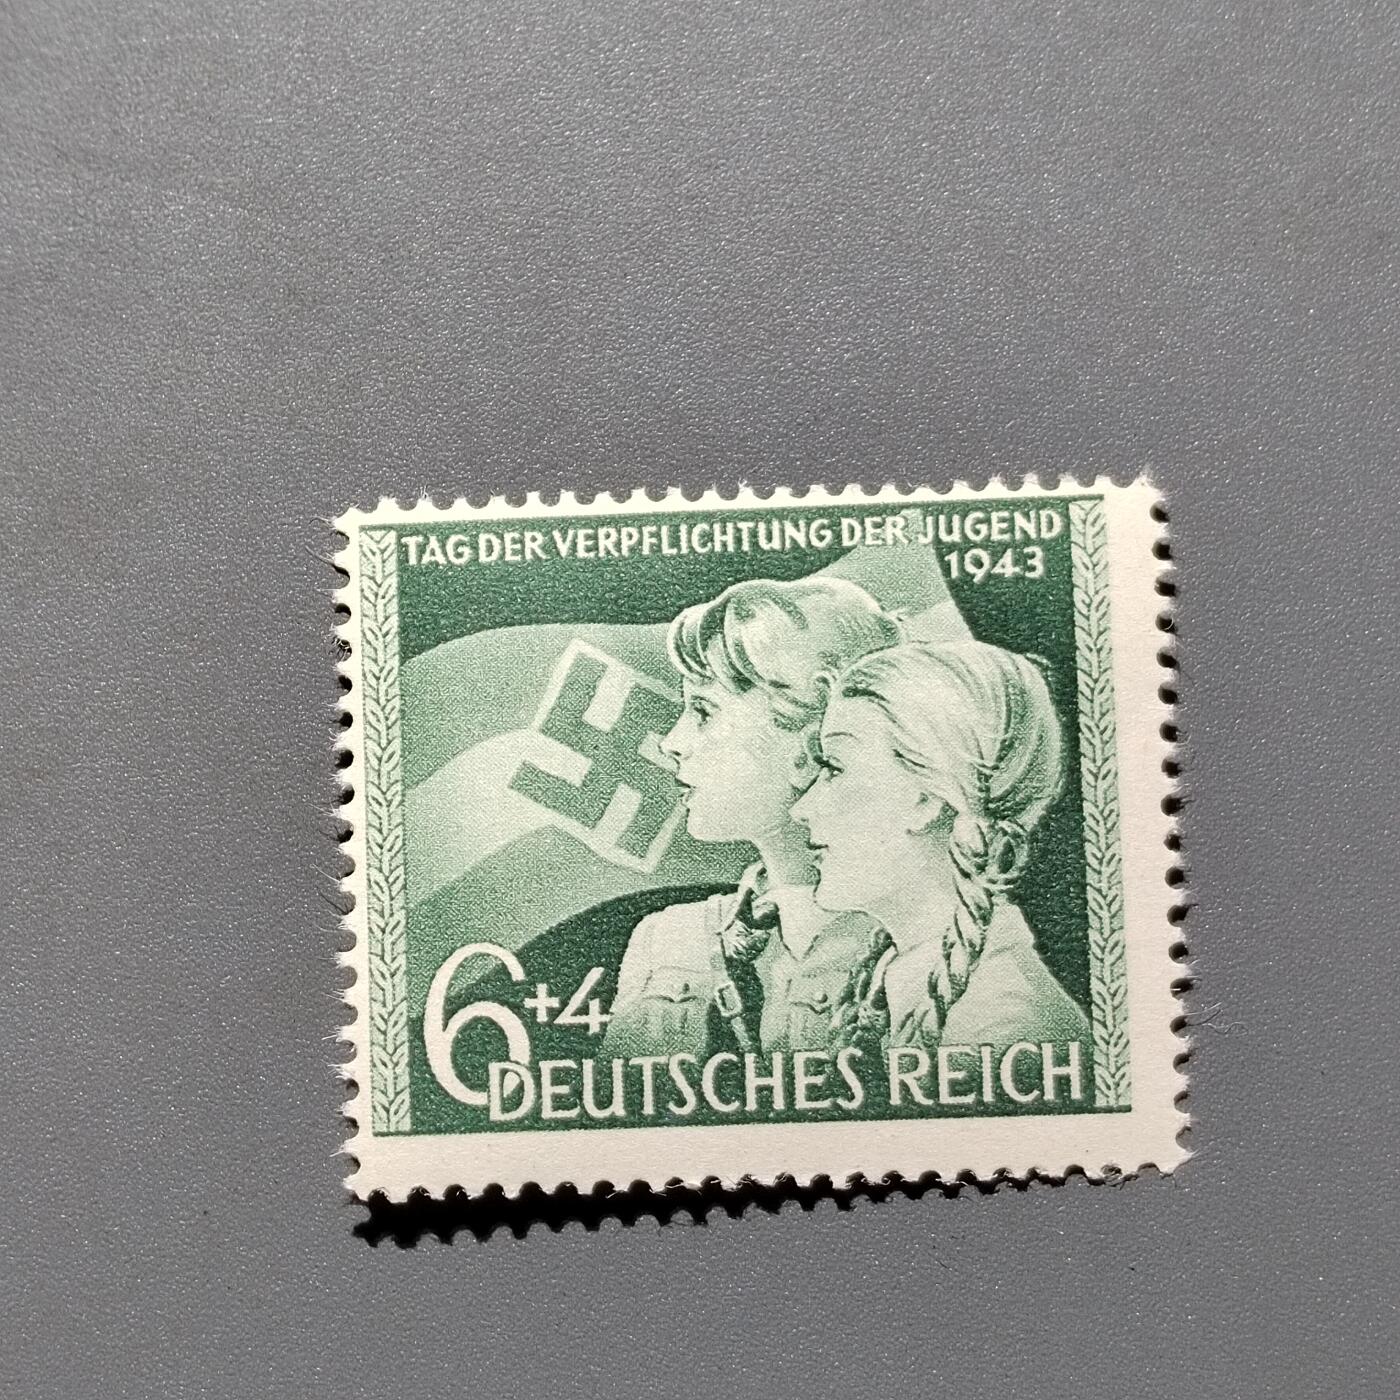 TAG DER VERPFLICHTUNG DER JUGEND
1943
6+4
DEUTSCHES REICH